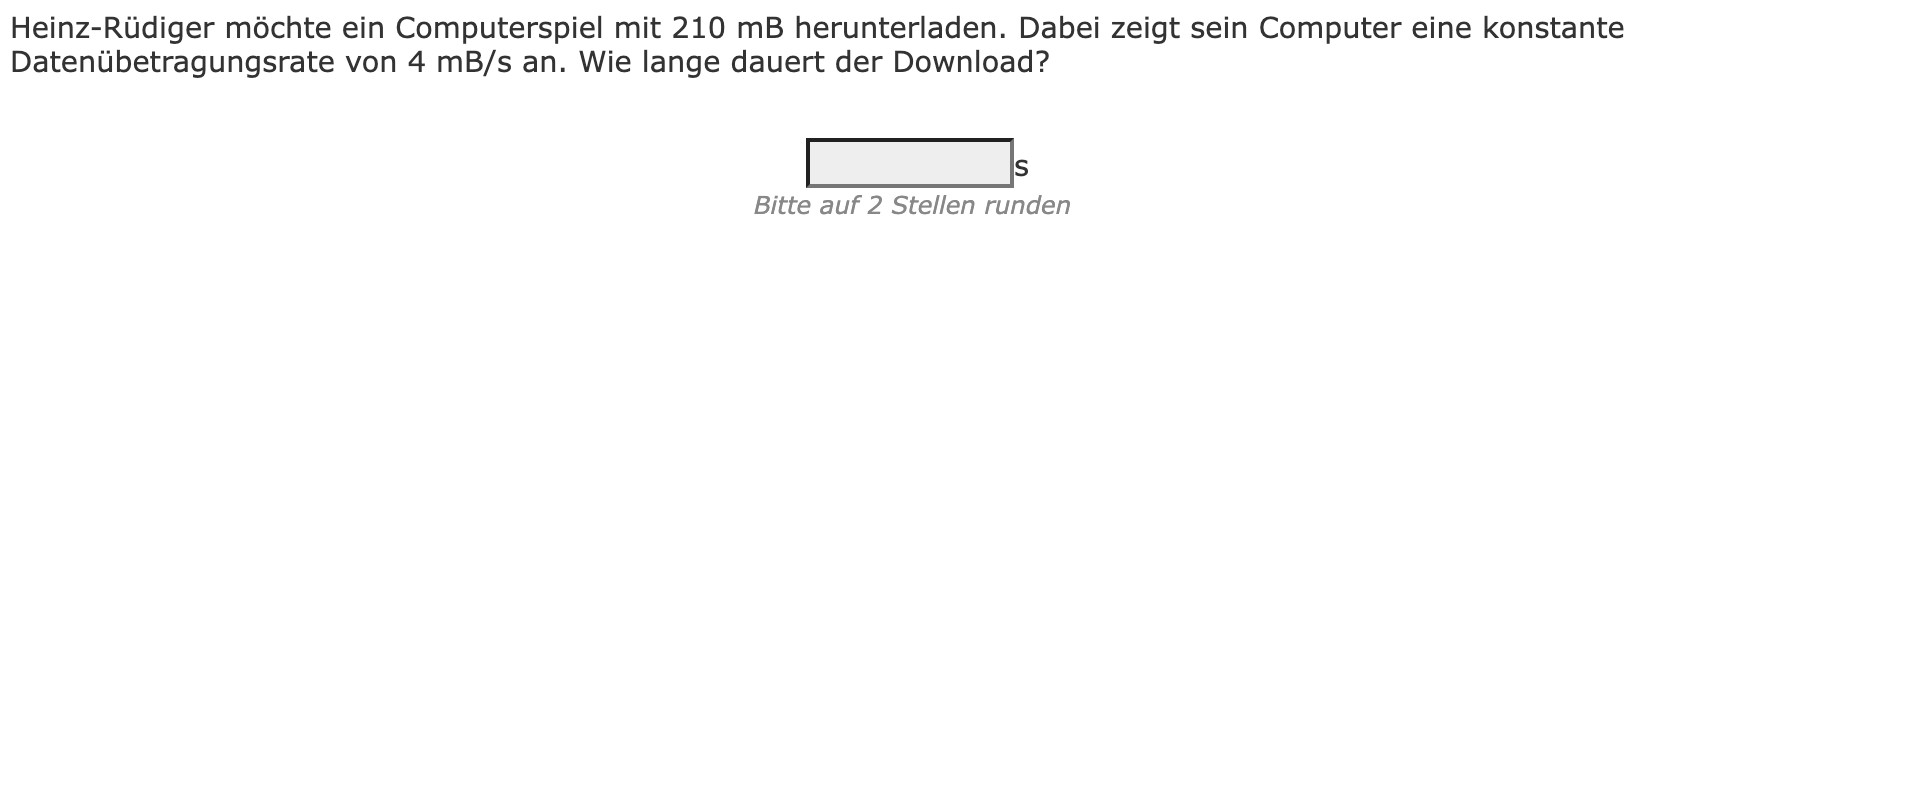 Heinz-Rüdiger möchte ein Computerspiel mit 210 mB herunterladen. Dabei zeigt sein Computer eine konstante
Datenübetragungsrate von 4 mB/s an. Wie lange dauert der Download?
s
Bitte auf 2 Stellen runden